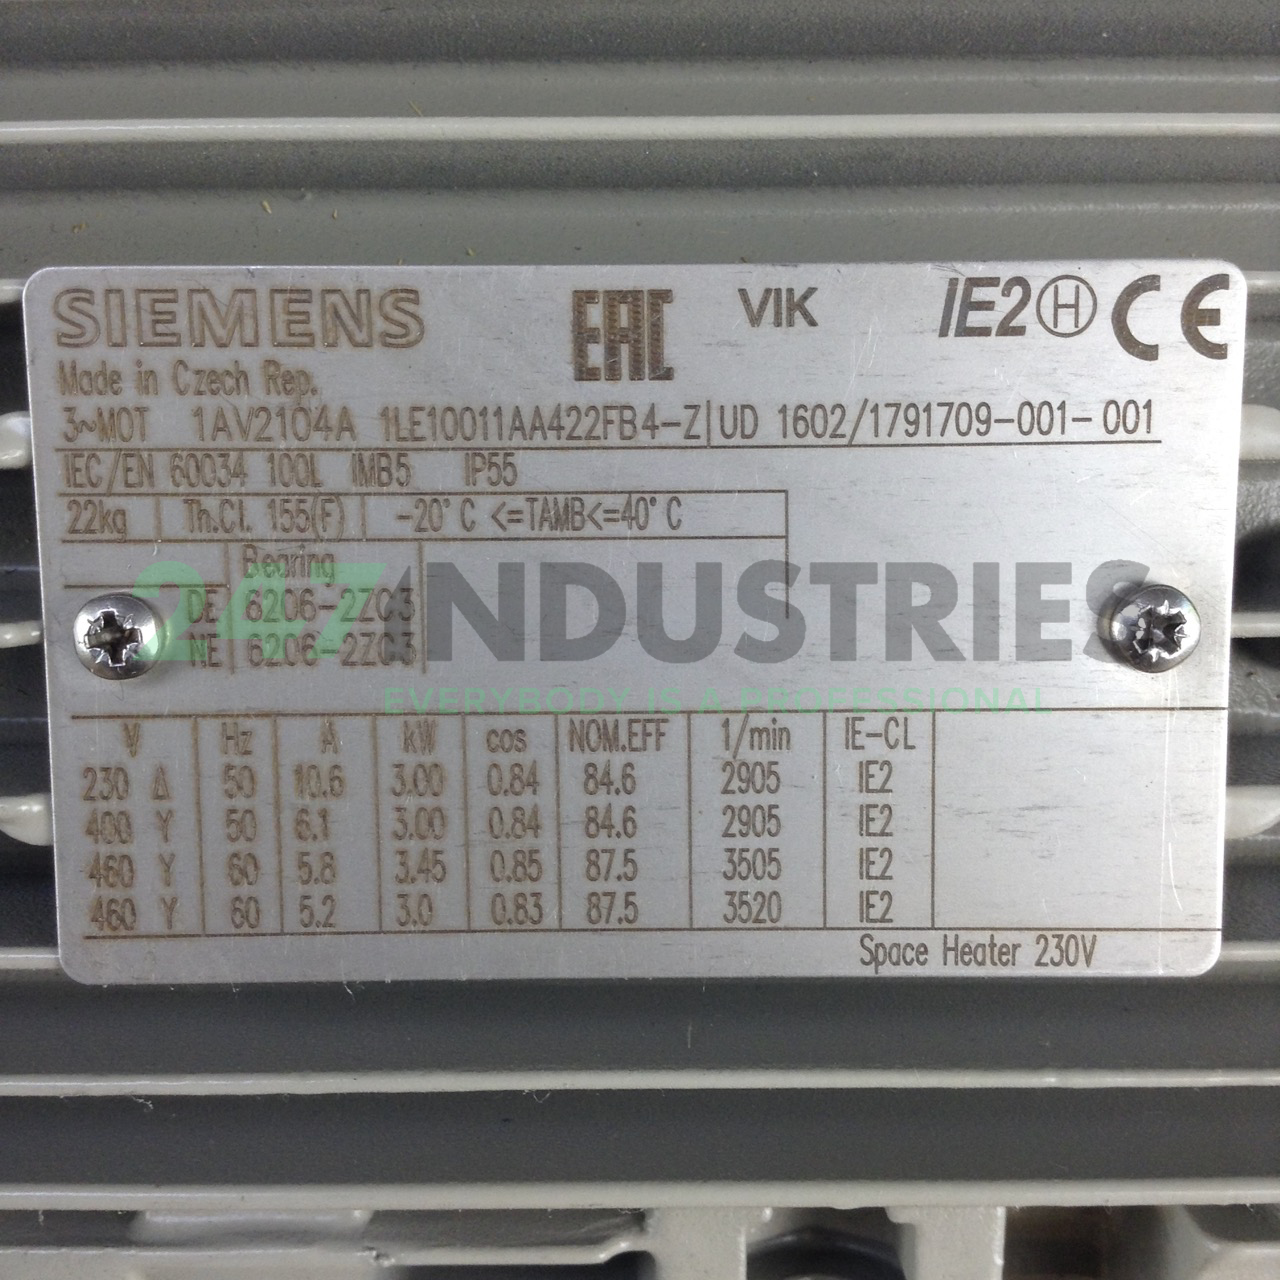 SIEMENS EAC VIK IE2 H CE
Made in Czech Rep.
3~MOT 1AV2104A 1LE10011AA422FB4-Z UD 1602/1791709-001-001
IEC/EN 60034 100L IMB5 IP55
22kg Th.Cl. 155(F) -20°C <=TAMB<=40°C
Bearing
DE 6206-2ZC3
NE 6206-2ZC3
247 INDUSTRIES
EVERYBODY IS A PROFESSIONAL
V Hz A kW cos NOM.EFF 1/min IE-CL
230 Δ 50 10.6 3.00 0.84 84.6 2905 IE2
400 Y 50 6.1 3.00 0.84 84.6 2905 IE2
460 Y 60 5.8 3.45 0.85 87.5 3505 IE2
460 Y 60 5.2 3.0 0.83 87.5 3520 IE2
Space Heater 230V